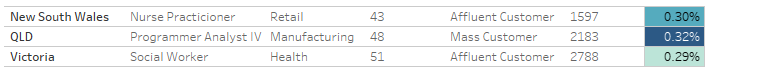 New South Wales Nurse Practicioner Retail 43 Affluent Customer 1597 0.30%
QLD Programmer Analyst IV Manufacturing 48 Mass Customer 2183 0.32%
Victoria Social Worker Health 51 Affluent Customer 2788 0.29%